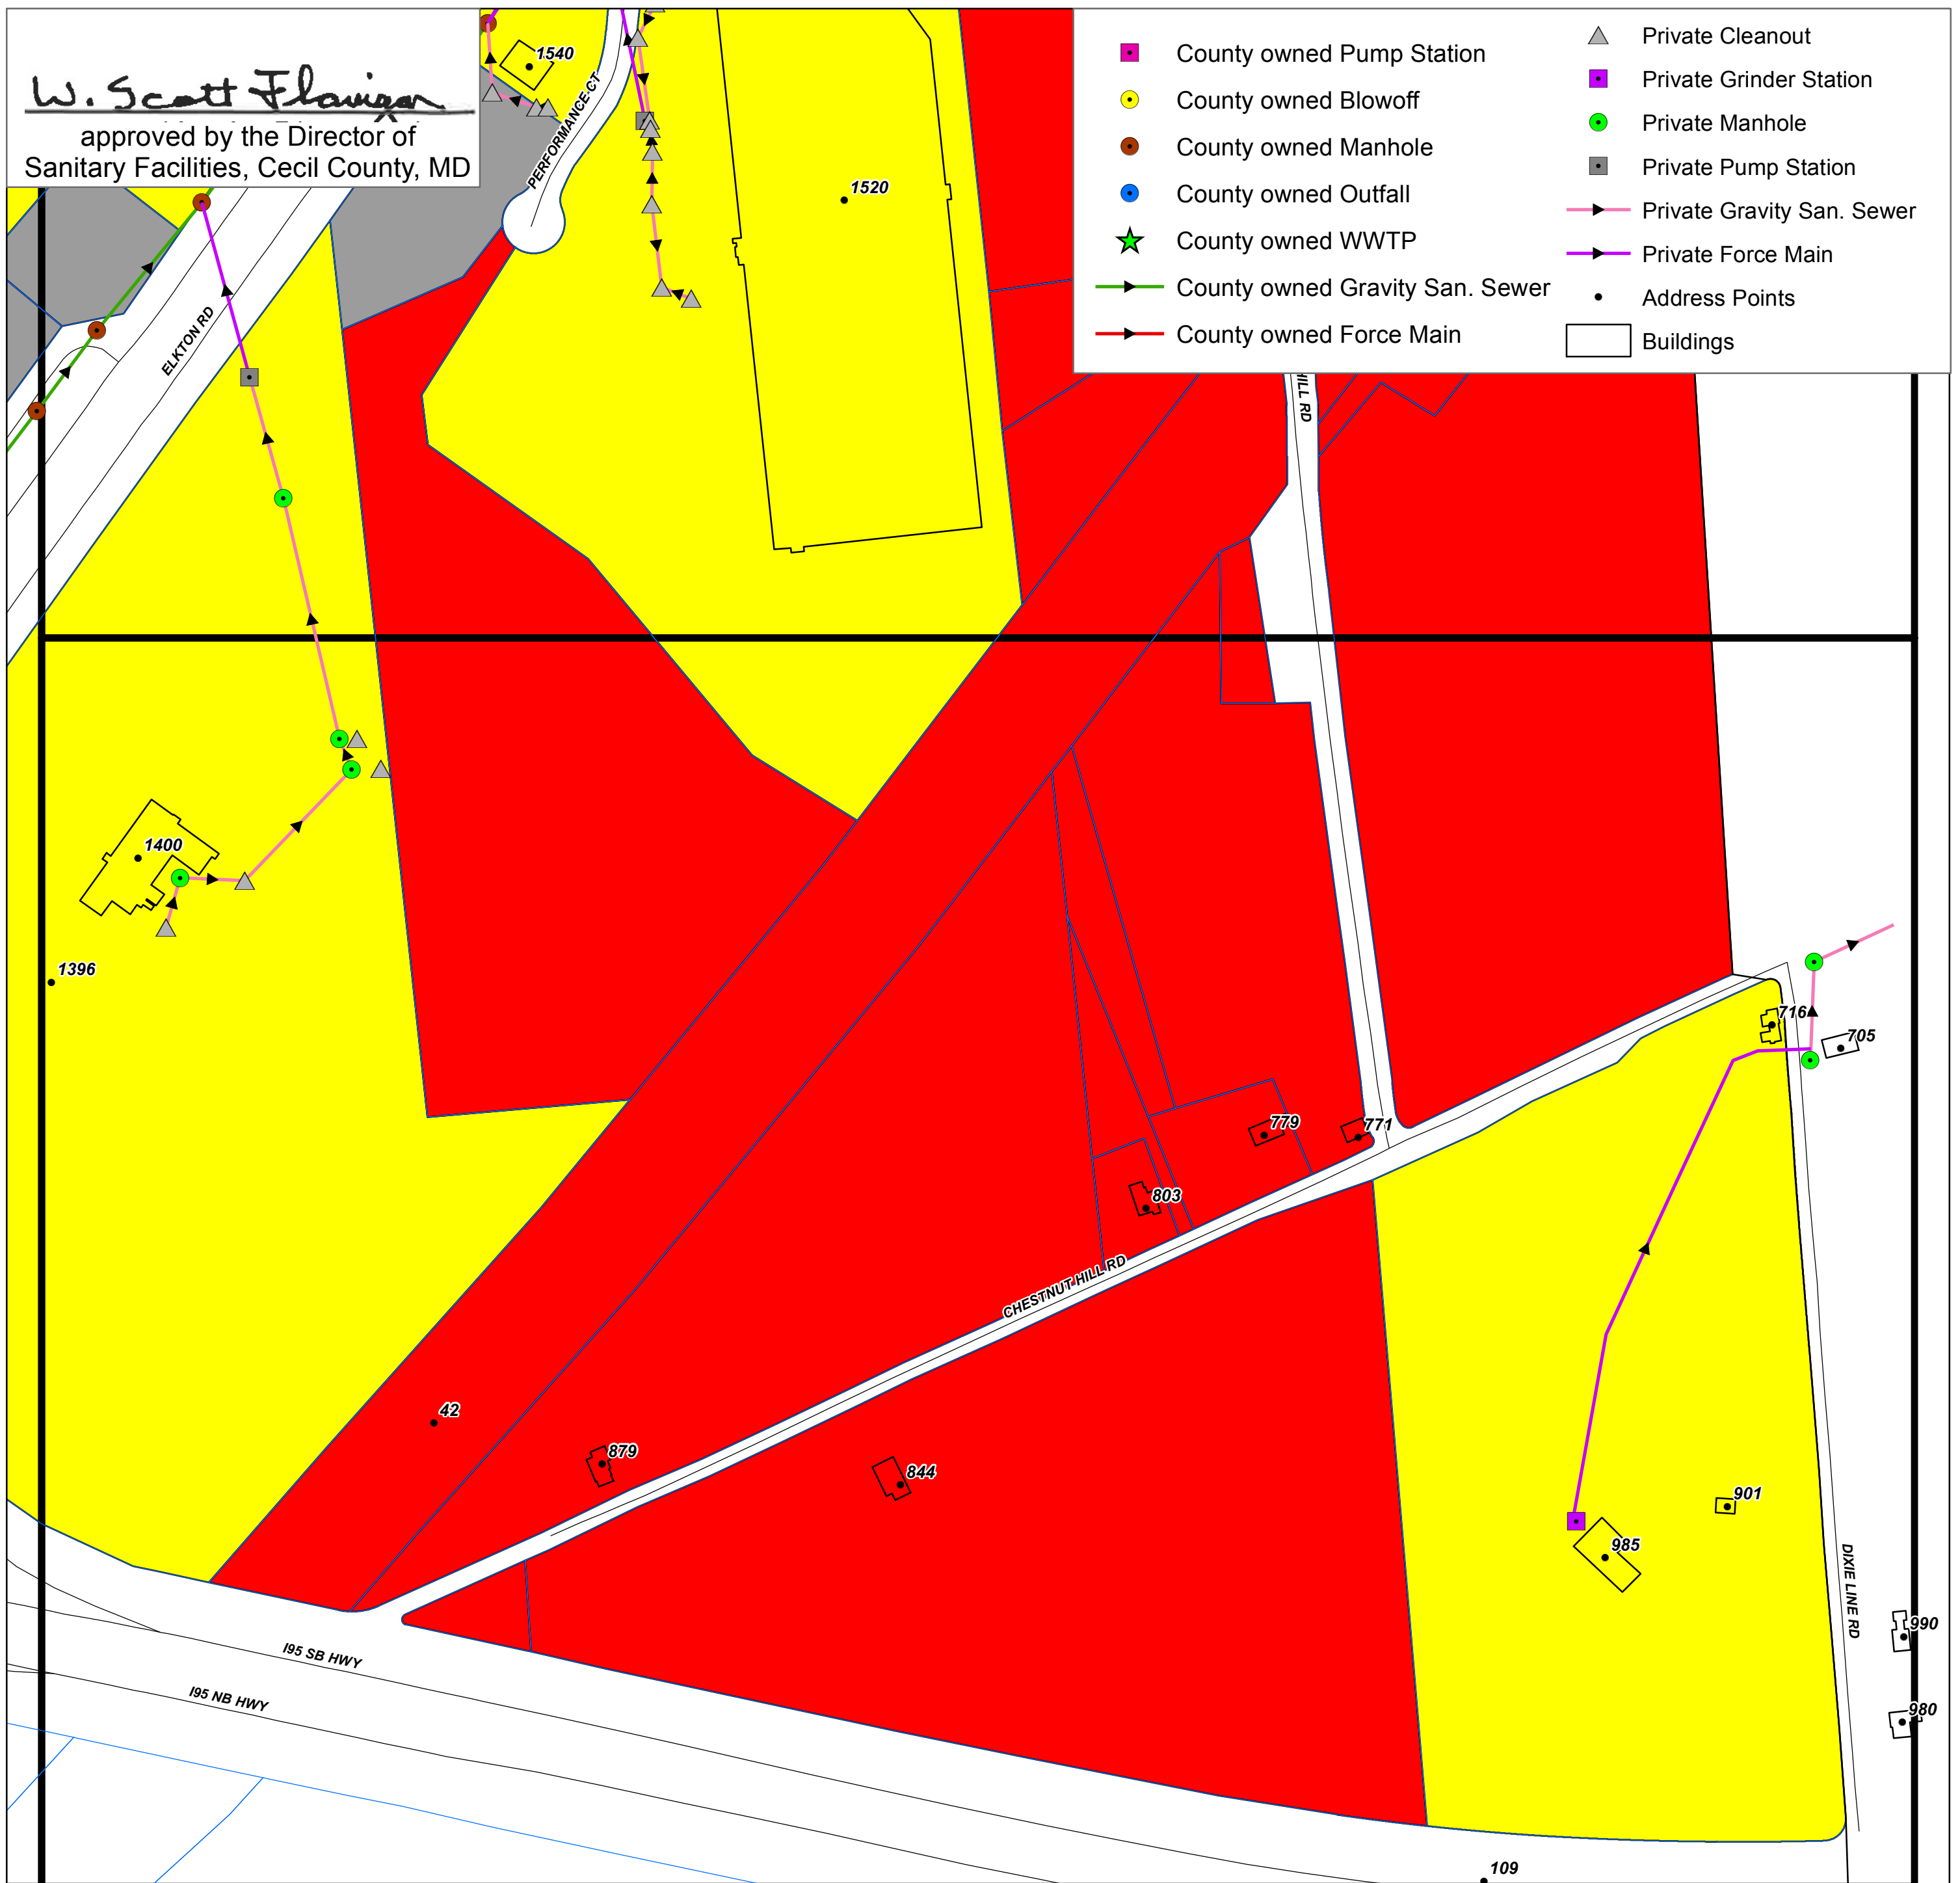 W. Scott Flanigan
approved by the Director of
Sanitary Facilities, Cecil County, MD
County owned Pump Station
County owned Blowoff
County owned Manhole
County owned Outfall
County owned WWTP
County owned Gravity San. Sewer
County owned Force Main
Private Cleanout
Private Grinder Station
Private Manhole
Private Pump Station
Private Gravity San. Sewer
Private Force Main
Address Points
Buildings
1540
PERFORMANCE CT
1520
ELKTON RD
HILL RD
1400
1396
716
705
779
771
803
CHESTNUT HILL RD
42
879
844
901
985
DIXIE LINE RD
990
980
I95 SB HWY
I95 NB HWY
109